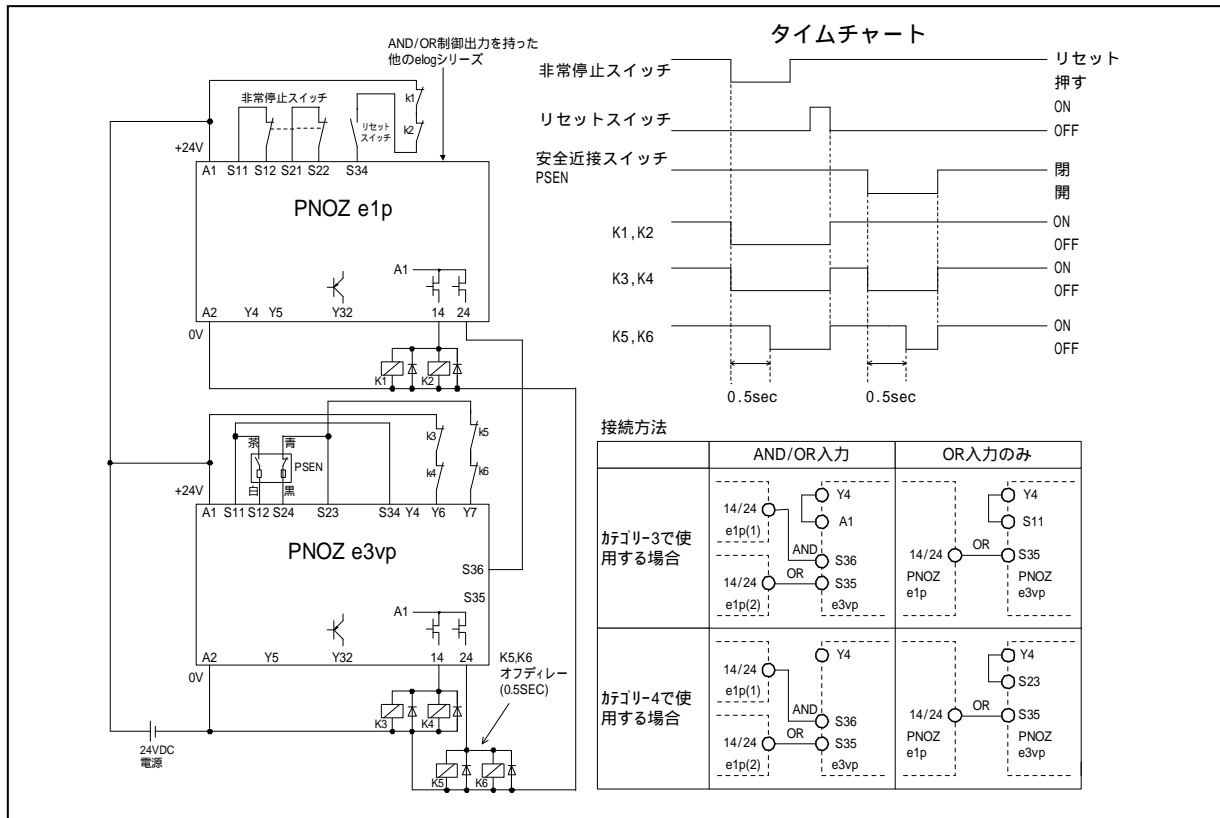 AND/OR制御出力を持った
他のelogシリーズ
非常停止スイッチ
k1
k2
リセット
スイッチ
+24V
A1 S11 S12 S21 S22 S34
PNOZ e1p
A1
A2 Y4 Y5 Y32 14 24
0V
K1 K2
茶 青
PSEN
白 黒
k3 k5
k4 k6
+24V
A1 S11 S12 S24 S23 S34 Y4 Y6 Y7
PNOZ e3vp
S36
S35
A1
A2 Y5 Y32 14 24
0V
K5,K6
オフディレー
(0.5SEC)
K3 K4
24VDC
電源
K5 K6
タイムチャート
非常停止スイッチ
リセット
押す
リセットスイッチ
ON
OFF
安全近接スイッチ
PSEN
閉
開
K1,K2
ON
OFF
K3,K4
ON
OFF
K5,K6
ON
OFF
0.5sec 0.5sec
接続方法
AND/OR入力 OR入力のみ
ｶﾃｺﾞﾘｰ3で使
用する場合
14/24
e1p(1)
Y4
A1
AND
S36
14/24
OR
S35
e1p(2)
e3vp
Y4
S11
14/24
OR
S35
PNOZ
e1p
PNOZ
e3vp
ｶﾃｺﾞﾘｰ4で使
用する場合
14/24
e1p(1)
Y4
AND
S36
14/24
OR
S35
e1p(2)
e3vp
Y4
S23
14/24
OR
S35
PNOZ
e1p
PNOZ
e3vp